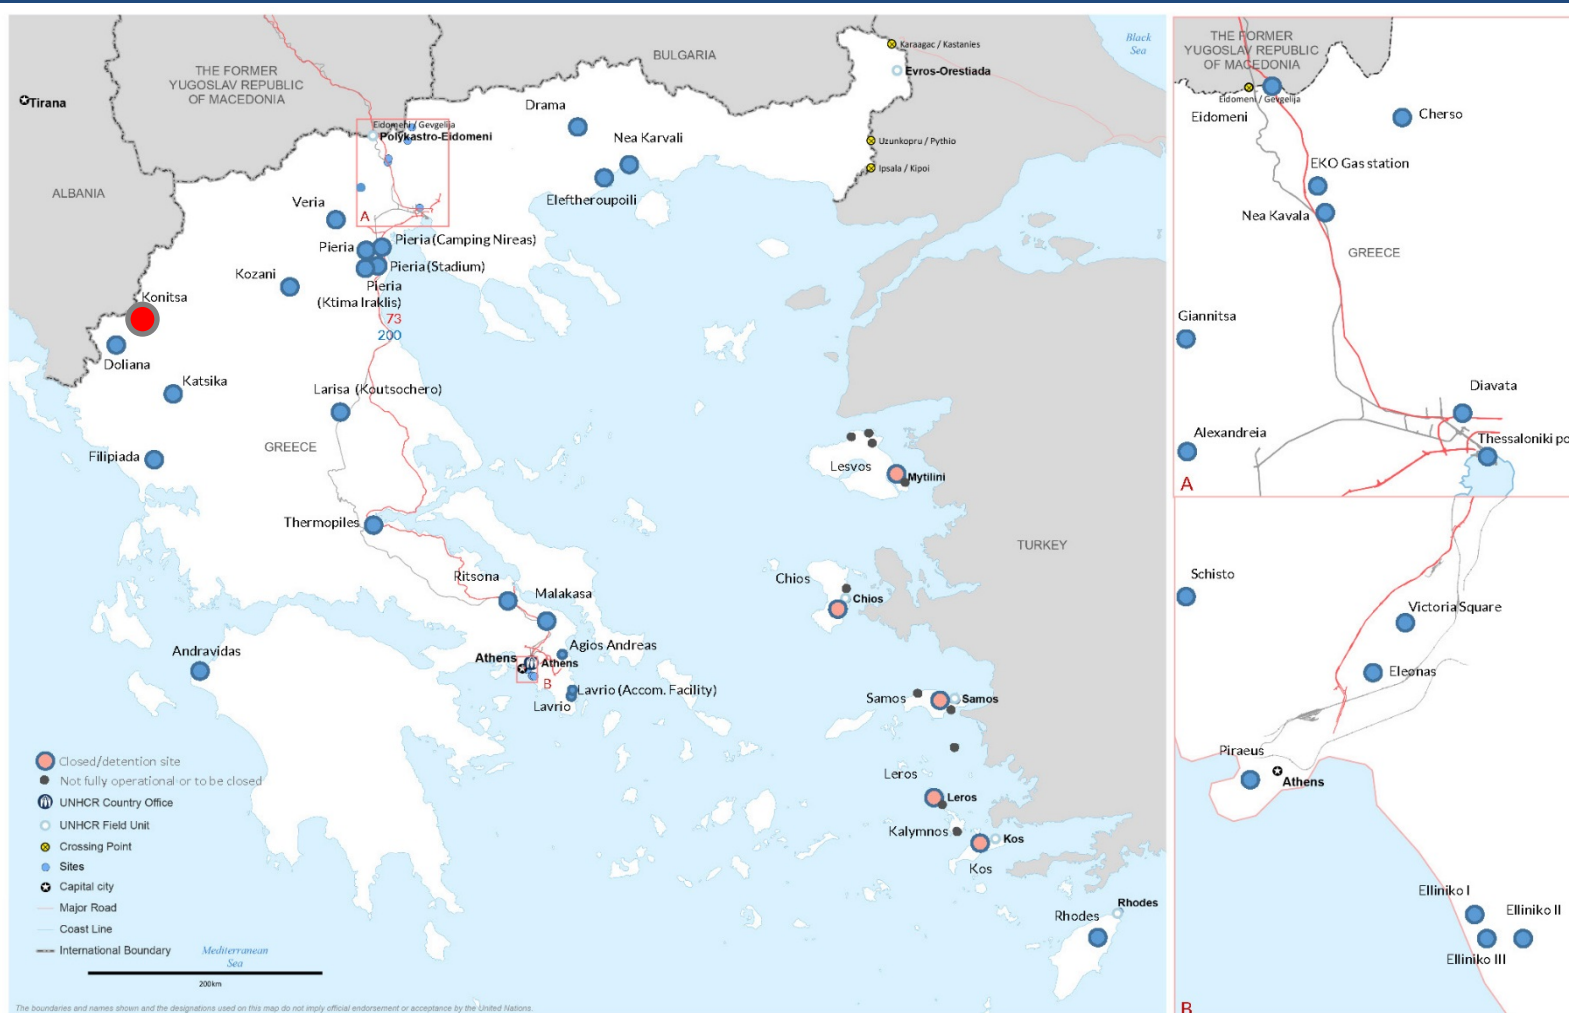 BULGARIA
Black
Sea
Karaagac / Kastanies
Evros-Orestiada
THE FORMER
YUGOSLAV REPUBLIC
OF MACEDONIA
Tirana
Drama
Eidomeni / Gevgelija
Polykastro-Eidomeni
Nea Karvali
Uzunkopru / Pythio
Ipsala / Kipoi
ALBANIA
Eleftheroupoili
Veria
A
Pieria
Pieria (Camping Nireas)
Pieria (Stadium)
Kozani
Pieria
(Ktima Iraklis)
73
200
Konitsa
Doliana
Katsika
Larisa (Koutsochero)
GREECE
Filipiada
Lesvos
Mytilini
Thermopiles
TURKEY
Ritsona
Malakasa
Chios
Chios
Agios Andreas
Athens
Athens
B
Andravidas
Lavrio (Accom. Facility)
Lavrio
Samos
Samos
Leros
Leros
Kalymnos
Kos
Kos
Rhodes
Rhodes
Closed/detention site
Not fully operational or to be closed
UNHCR Country Office
UNHCR Field Unit
Crossing Point
Sites
Capital city
Major Road
Coast Line
International Boundary
Mediterranean
Sea
200km
The boundaries and names shown and the designations used on this map do not imply official endorsement or acceptance by the United Nations.
THE FORMER
YUGOSLAV REPUBLIC
OF MACEDONIA
Eidomeni / Gevgelija
Eidomeni
Cherso
EKO Gas station
Nea Kavala
GREECE
Giannitsa
Diavata
Alexandreia
Thessaloniki po
A
Schisto
Victoria Square
Eleonas
Piraeus
Athens
Elliniko I
Elliniko II
Elliniko III
B